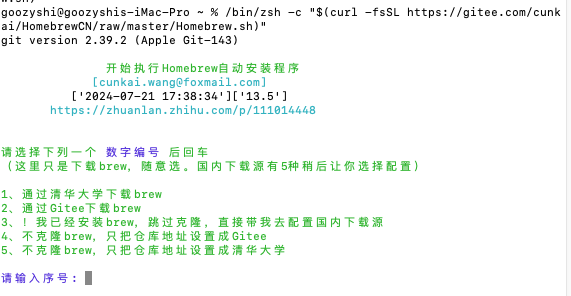 goozyshi@goozyshis-iMac-Pro ~ % /bin/zsh -c "$(curl -fsSL https://gitee.com/cunk
ai/HomebrewCN/raw/master/Homebrew.sh)"
git version 2.39.2 (Apple Git-143)
开始执行Homebrew自动安装程序
[cunkai.wang@foxmail.com]
['2024-07-21 17:38:34']['13.5']
https://zhuanlan.zhihu.com/p/111014448
请选择下列一个 数字编号 后回车
（这里只是下载brew，随意选。国内下载源有5种稍后让你选择配置）
1、通过清华大学下载brew
2、通过Gitee下载brew
3、! 我已经安装brew，跳过克隆，直接带我去配置国内下载源
4、不克隆brew，只把仓库地址设置成Gitee
5、不克隆brew，只把仓库地址设置成清华大学
请输入序号: